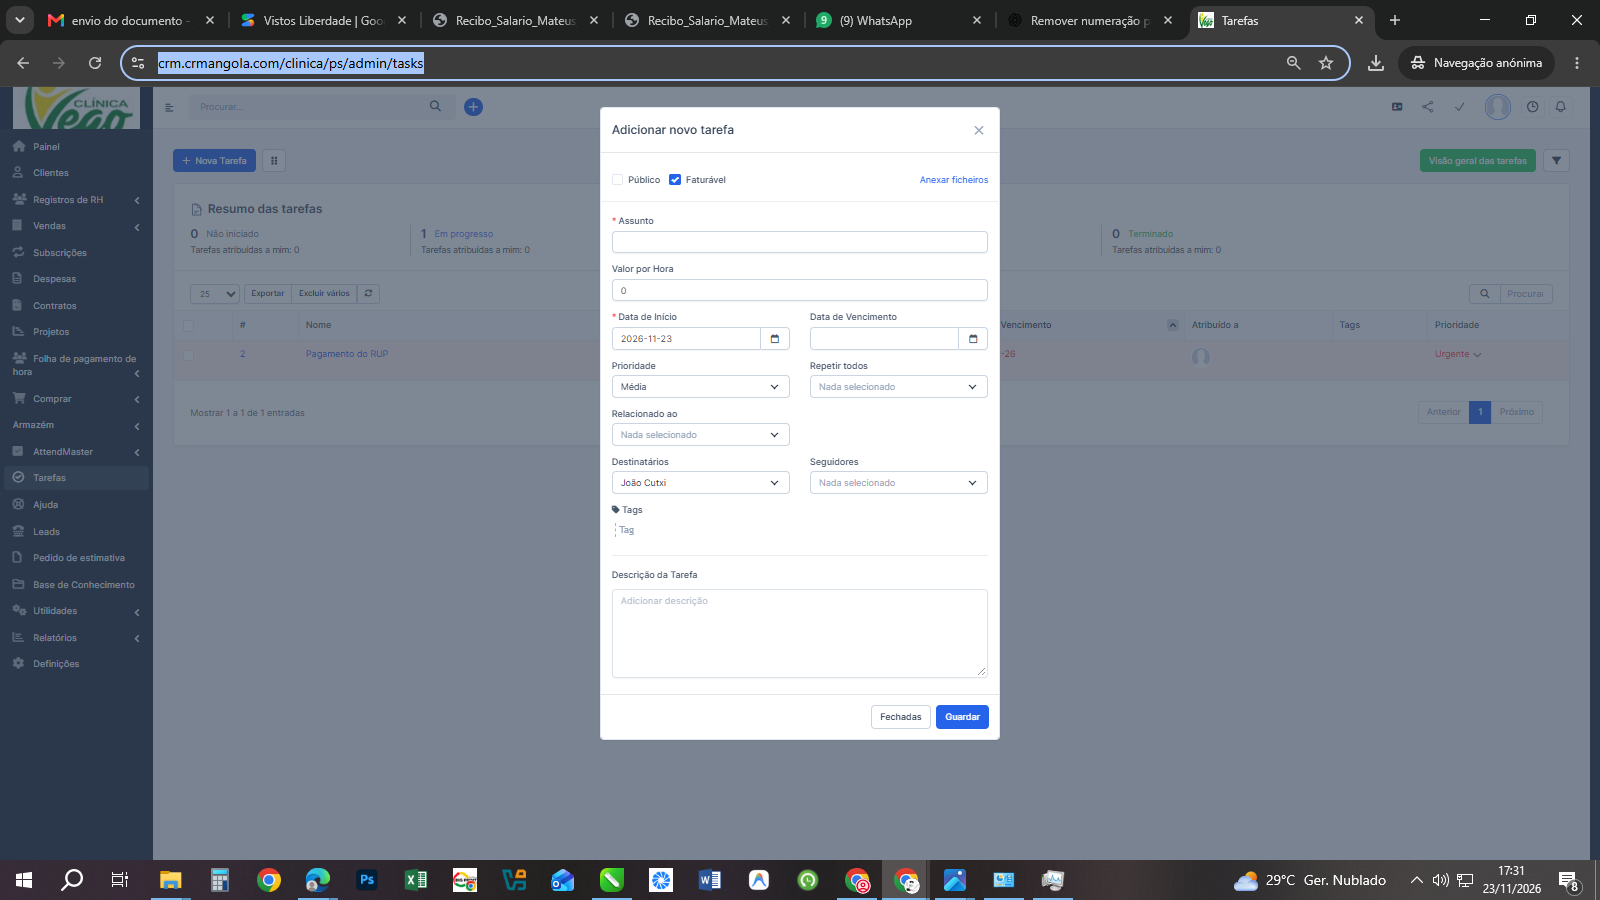 envio do documento -
Vistos Liberdade | Goo
Recibo_Salario_Mateus
Recibo_Salario_Mateus
(9) WhatsApp
Remover numeração p
Tarefas
crm.crmangola.com/clinica/ps/admin/tasks
Navegação anónima
CLÍNICA
Procurar...
Painel
Clientes
Registros de RH
Vendas
Subscrições
Despesas
Contratos
Projetos
Folha de pagamento de
hora
Comprar
Armazém
AttendMaster
Tarefas
Ajuda
Leads
Pedido de estimativa
Base de Conhecimento
Utilidades
Relatórios
Definições
+ Nova Tarefa
Visão geral das tarefas
Resumo das tarefas
0 Não iniciado
Tarefas atribuídas a mim: 0
1 Em progresso
Tarefas atribuídas a mim: 0
0 Terminado
Tarefas atribuídas a mim: 0
25
Exportar
Excluir vários
Procurar
#
Nome
Vencimento
Atribuído a
Tags
Prioridade
2
Pagamento do RUP
-26
Urgente
Mostrar 1 a 1 de 1 entradas
Anterior
1
Próximo
Adicionar novo tarefa
Público
Faturável
Anexar ficheiros
* Assunto
Valor por Hora
0
* Data de Início
Data de Vencimento
2026-11-23
Prioridade
Repetir todos
Média
Nada selecionado
Relacionado ao
Nada selecionado
Destinatários
Seguidores
João Cutxi
Nada selecionado
Tags
Tag
Descrição da Tarefa
Adicionar descrição
Fechadas
Guardar
29°C Ger. Nublado
17:31
23/11/2026
8